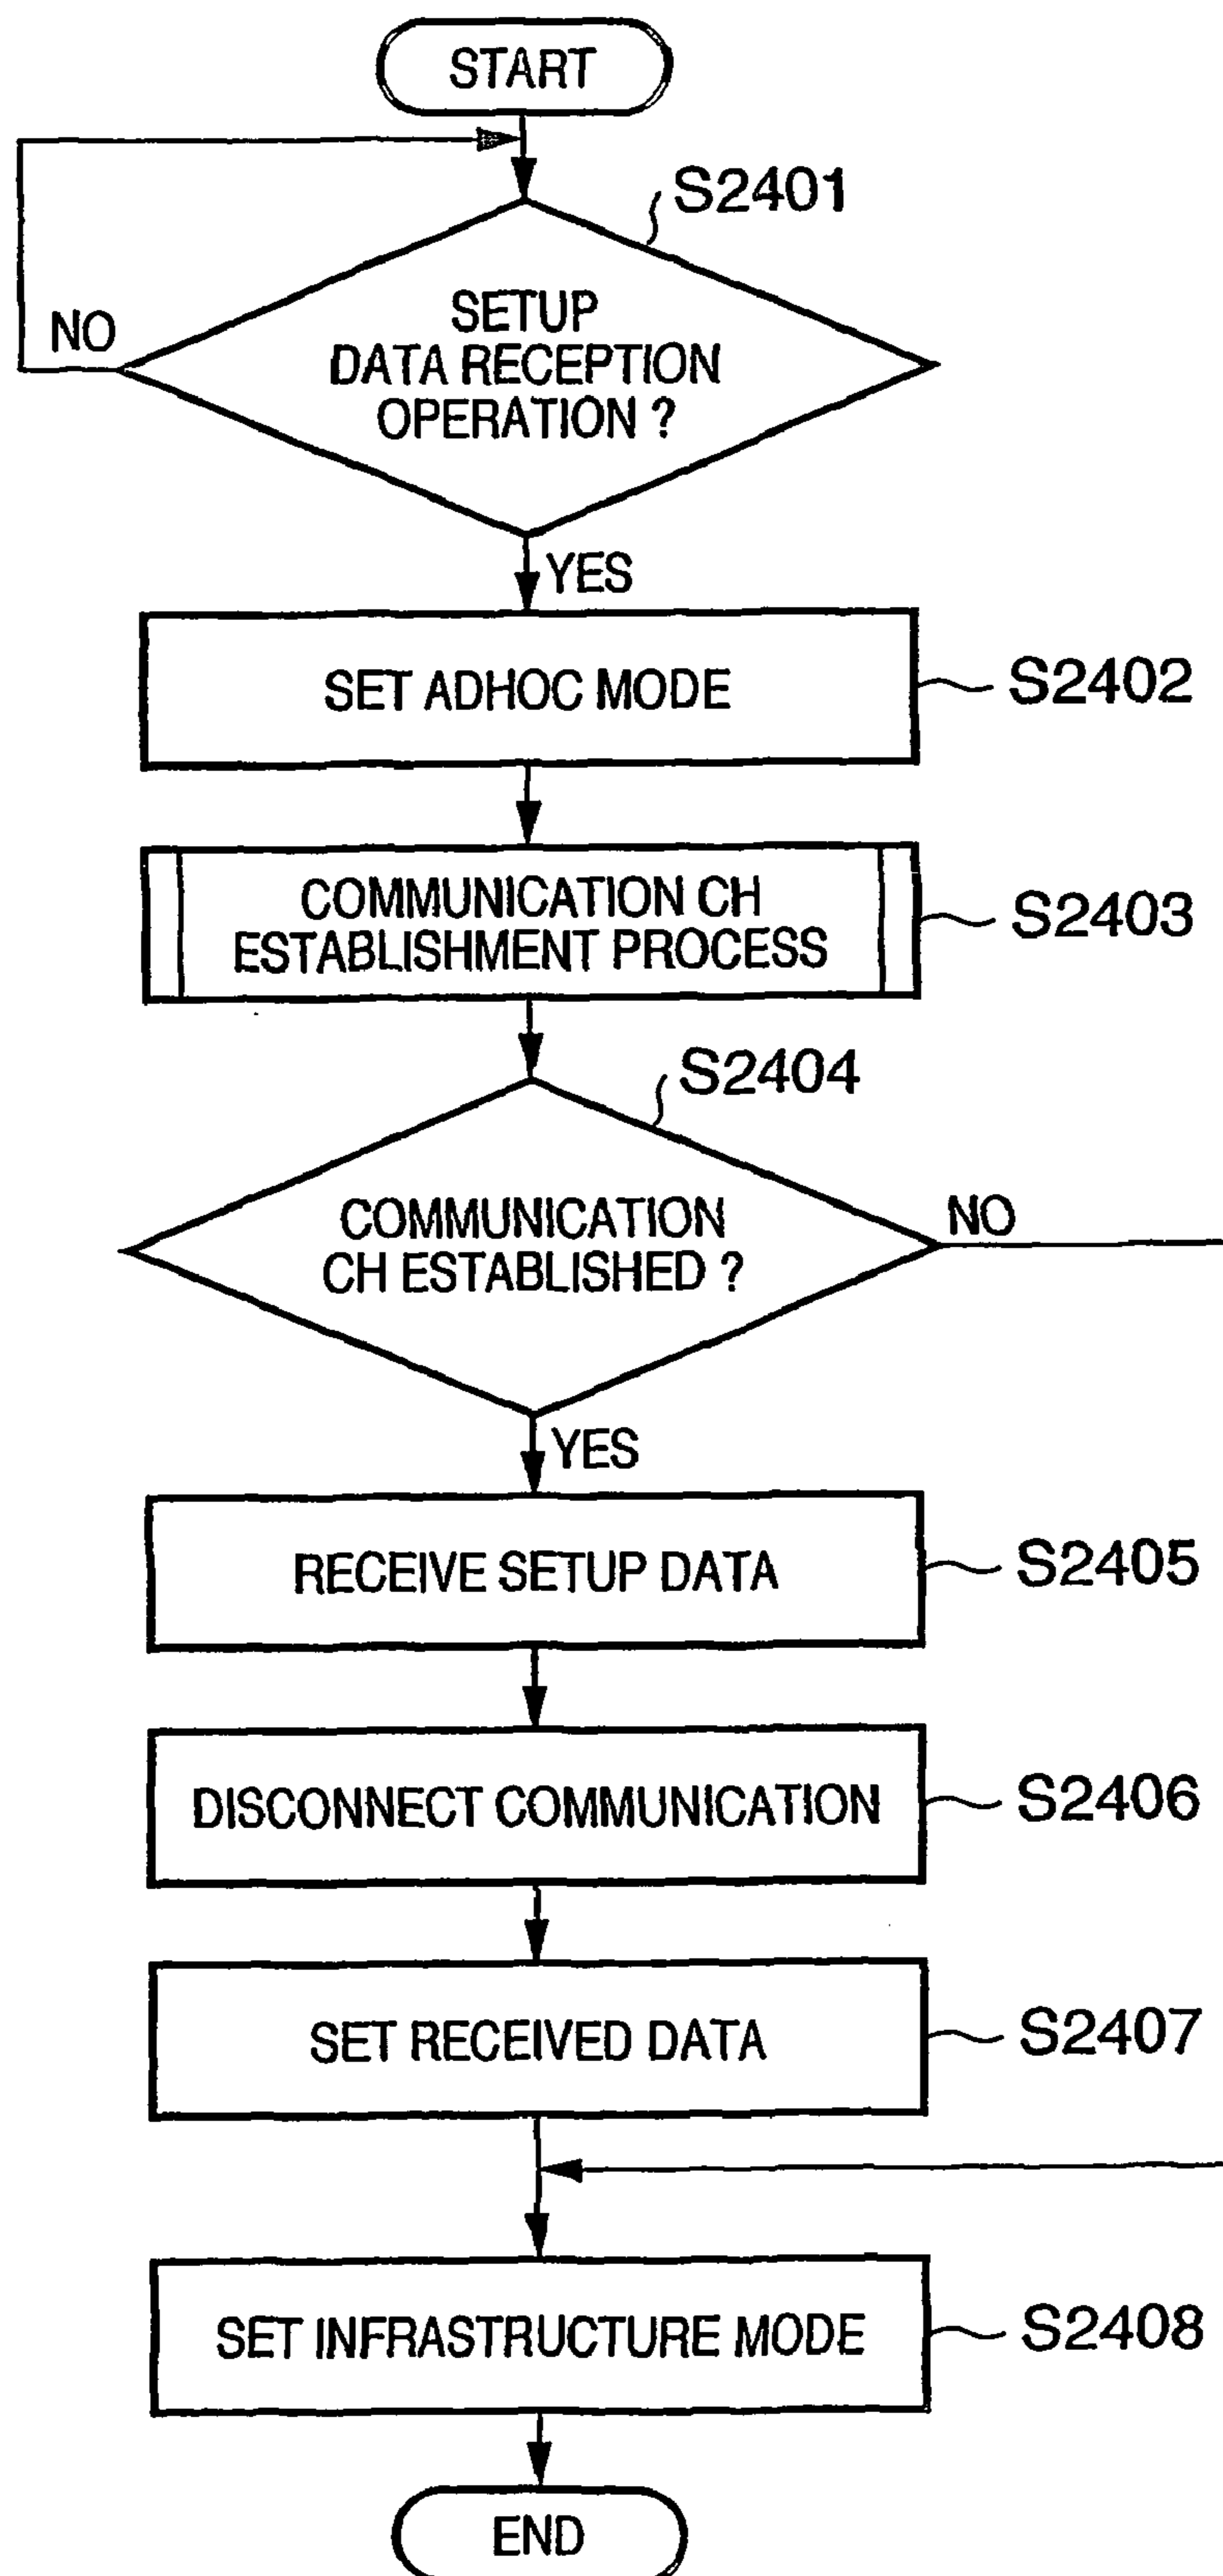 START
S2401
SETUP
DATA RECEPTION
OPERATION ?
NO
YES
SET ADHOC MODE
S2402
COMMUNICATION CH
ESTABLISHMENT PROCESS
S2403
S2404
COMMUNICATION
CH ESTABLISHED ?
NO
YES
RECEIVE SETUP DATA
S2405
DISCONNECT COMMUNICATION
S2406
SET RECEIVED DATA
S2407
SET INFRASTRUCTURE MODE
S2408
END